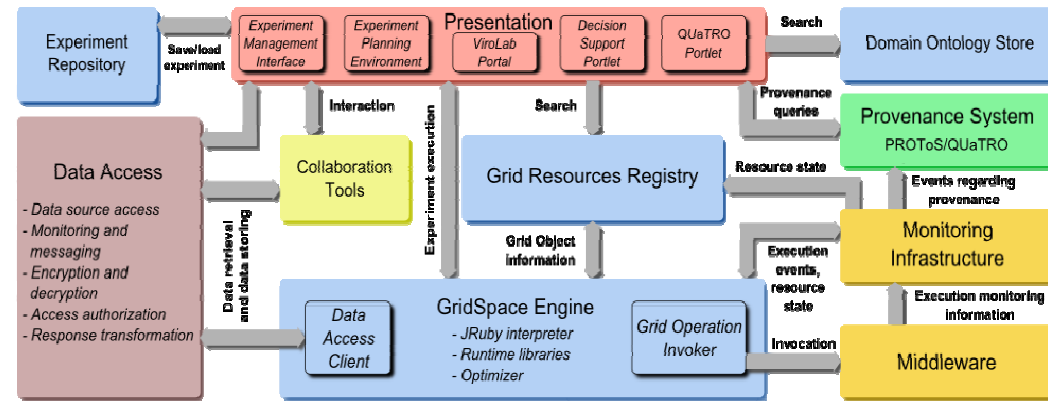 Presentation
Experiment
Management
Interface
Experiment
Planning
Environment
ViroLab
Portal
Decision
Support
Portlet
QUaTRO
Portlet
Experiment
Repository
Save/load
experiment
Search
Domain Ontology Store
Interaction
Experiment execution
Search
Provenance
queries
Provenance System
PROToS/QUaTRO
Data Access
- Data source access
- Monitoring and
messaging
- Encryption and
decryption
- Access authorization
- Response transformation
Collaboration
Tools
Grid Resources Registry
Resource state
Events regarding
provenance
Data retrieval
and data storing
Grid Object
information
Execution
events,
resource
state
Monitoring
Infrastructure
Execution monitoring
information
GridSpace Engine
- JRuby interpreter
- Runtime libraries
- Optimizer
Data
Access
Client
Grid Operation
Invoker
Invocation
Middleware